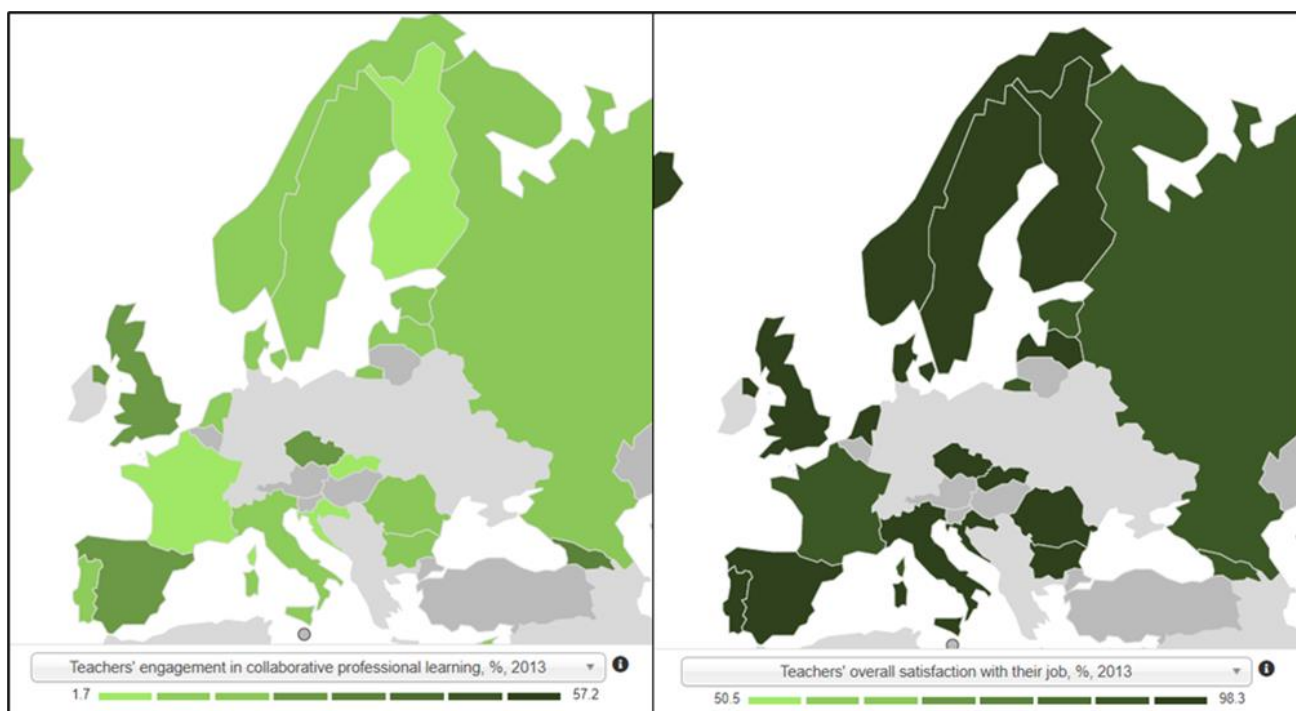 Teachers' engagement in collaborative professional learning, %, 2013
1.7 57.2
Teachers' overall satisfaction with their job, %, 2013
50.5 98.3